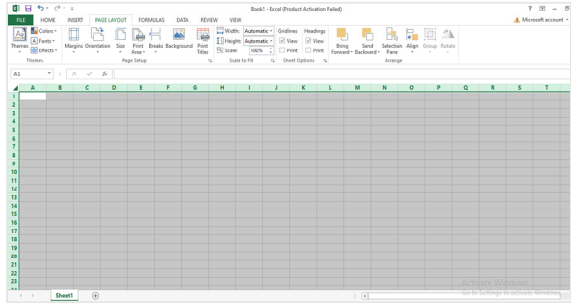 Book1 - Excel (Product Activation Failed)
FILE HOME INSERT PAGE LAYOUT FORMULAS DATA REVIEW VIEW Microsoft account
Colors Width: Automatic Gridlines Headings
Aa A Fonts Height: Automatic View View
Themes Effects Margins Orientation Size Print Area Breaks Background Print Titles Scale: 100% Print Print Bring Forward Send Backward Selection Pane Align Group Rotate
Themes Page Setup Scale to Fit Sheet Options Arrange
A1 fx
A B C D E F G H I J K L M N O P Q R S T
1
2
3
4
5
6
7
8
9
10
11
12
13
14
15
16
17
18
19
20
21
22
23
Activate Windows
Go to Settings to activate Windows.
Sheet1